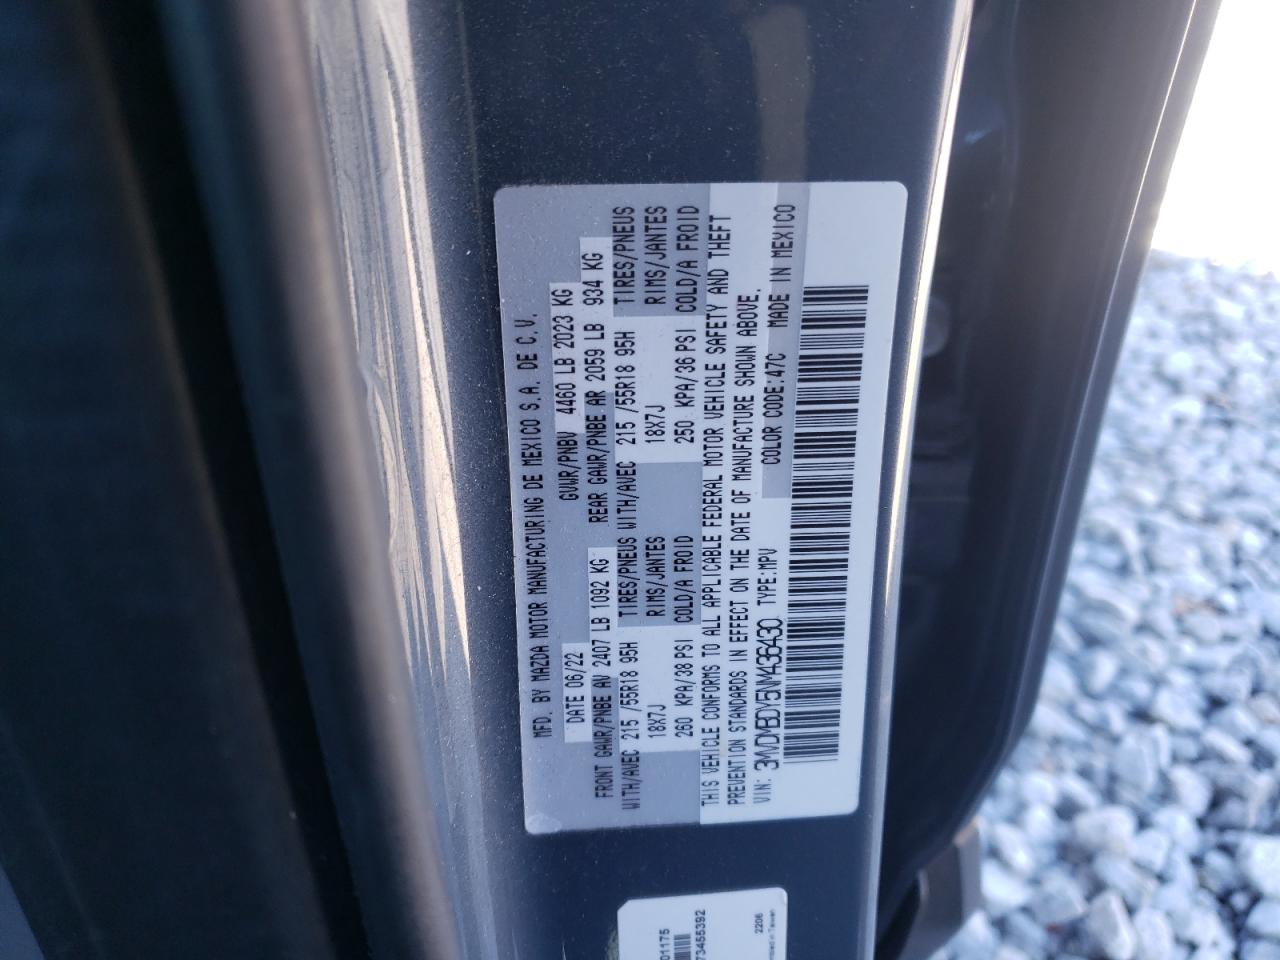 MFD. BY MAZDA MOTOR MANUFACTURING DE MEXICO S.A. DE C.V.
DATE 06/22 GVWR/PNBV 4460 LB 2023 KG
FRONT GAWR/PNBE AV 2407 LB 1092 KG REAR GAWR/PNBE AR 2059 LB 934 KG
WITH/AVEC 215 /55R18 95H TIRES/PNEUS WITH/AVEC 215 /55R18 95H TIRES/PNEUS
18X7J RIMS/JANTES 18X7J RIMS/JANTES
260 KPA/38 PSI COLD/A FROID 250 KPA/36 PSI COLD/A FROID
THIS VEHICLE CONFORMS TO ALL APPLICABLE FEDERAL MOTOR VEHICLE SAFETY AND THEFT
PREVENTION STANDARDS IN EFFECT ON THE DATE OF MANUFACTURE SHOWN ABOVE.
VIN: 3MVDMBDY5NM436430 TYPE:MPV COLOR CODE:47C MADE IN MEXICO
01175
73455392
2206
in Taiwan